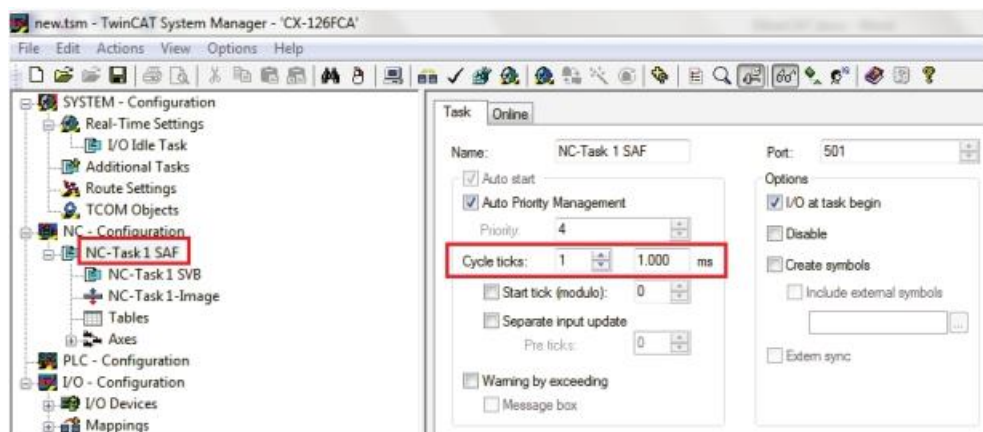 new.tsm - TwinCAT System Manager - 'CX-126FCA'
File Edit Actions View Options Help
SYSTEM - Configuration
Real-Time Settings
I/O Idle Task
Additional Tasks
Route Settings
TCOM Objects
NC - Configuration
NC-Task 1 SAF
NC-Task 1 SVB
NC-Task 1-Image
Tables
Axes
PLC - Configuration
I/O - Configuration
I/O Devices
Mappings
Task Online
Name: NC-Task 1 SAF
Auto start
Auto Priority Management
Priority: 4
Cycle ticks: 1 1.000 ms
Start tick (modulo): 0
Separate input update
Pre ticks: 0
Warning by exceeding
Message box
Port: 501
Options
I/O at task begin
Disable
Create symbols
Include external symbols
...
Extern sync